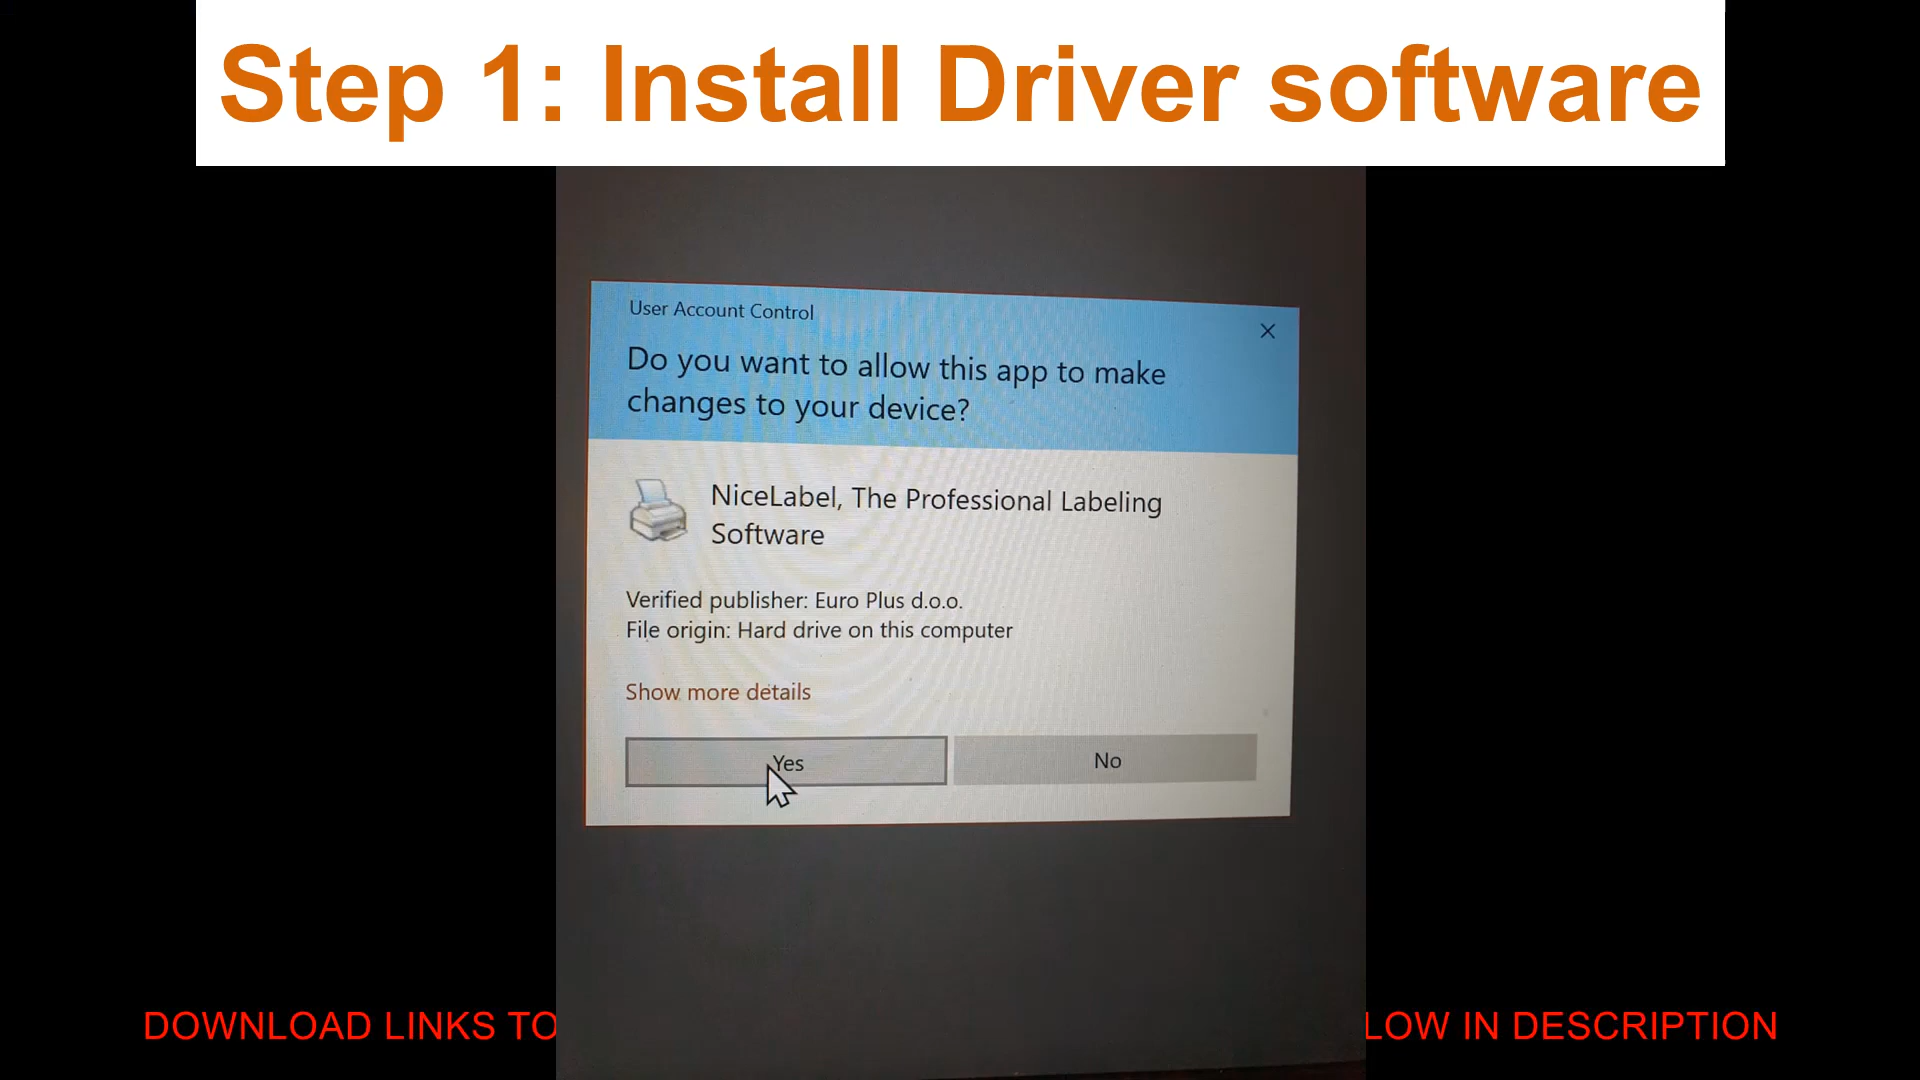 Step 1: Install Driver software
User Account Control
Do you want to allow this app to make
changes to your device?
NiceLabel, The Professional Labeling
Software
Verified publisher: Euro Plus d.o.o.
File origin: Hard drive on this computer
Show more details
Yes
No
DOWNLOAD LINKS TO
LOW IN DESCRIPTION